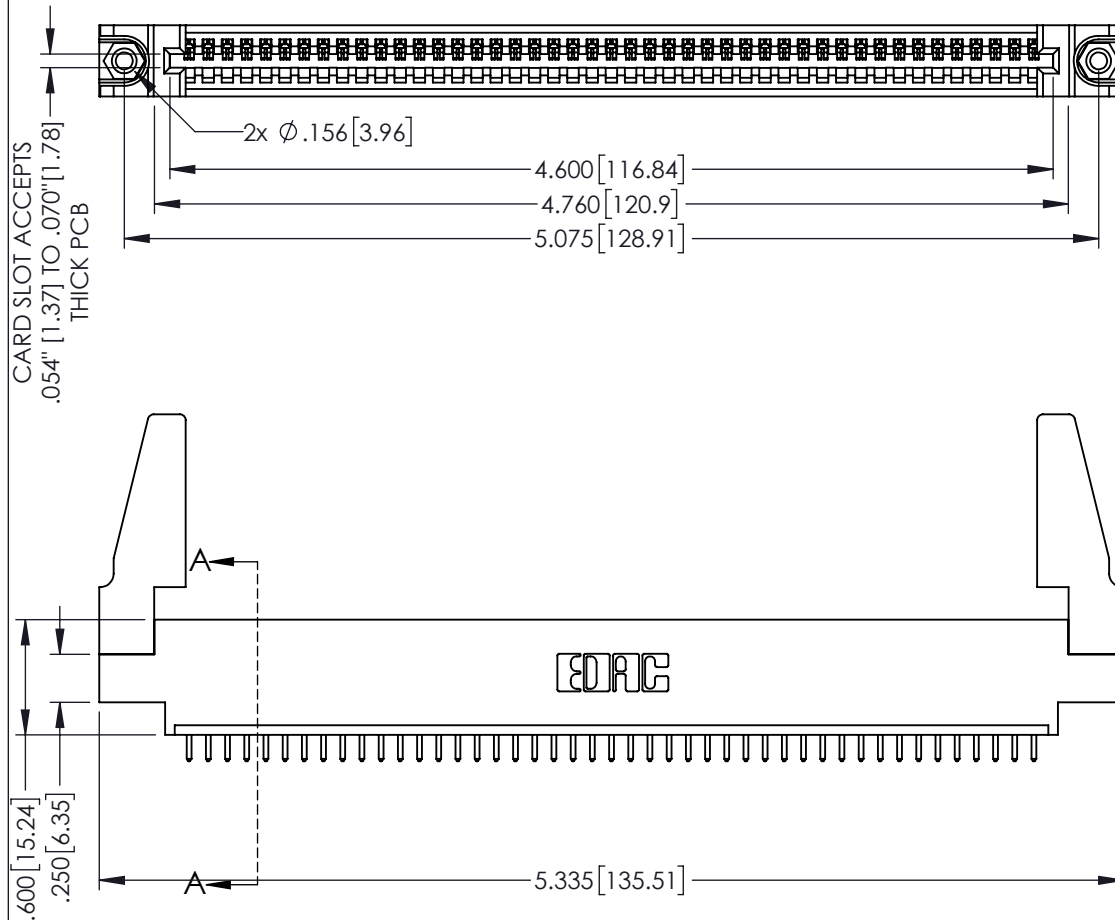 2x Ø.156[3.96]
4.600[116.84]
4.760[120.9]
5.075[128.91]
CARD SLOT ACCEPTS
.054" [1.37] TO .070"[1.78]
THICK PCB
A
EDAC
.600[15.24]
.250[6.35]
A
5.335[135.51]